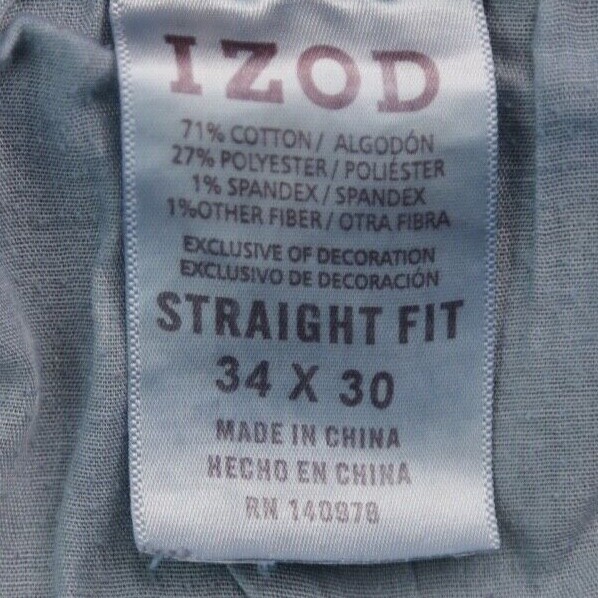 IZOD
71% COTTON / ALGODÓN
27% POLYESTER / POLIÉSTER
1% SPANDEX / SPANDEX
1%OTHER FIBER / OTRA FIBRA
EXCLUSIVE OF DECORATION
EXCLUSIVO DE DECORACIÓN
STRAIGHT FIT
34 X 30
MADE IN CHINA
HECHO EN CHINA
RN 140978